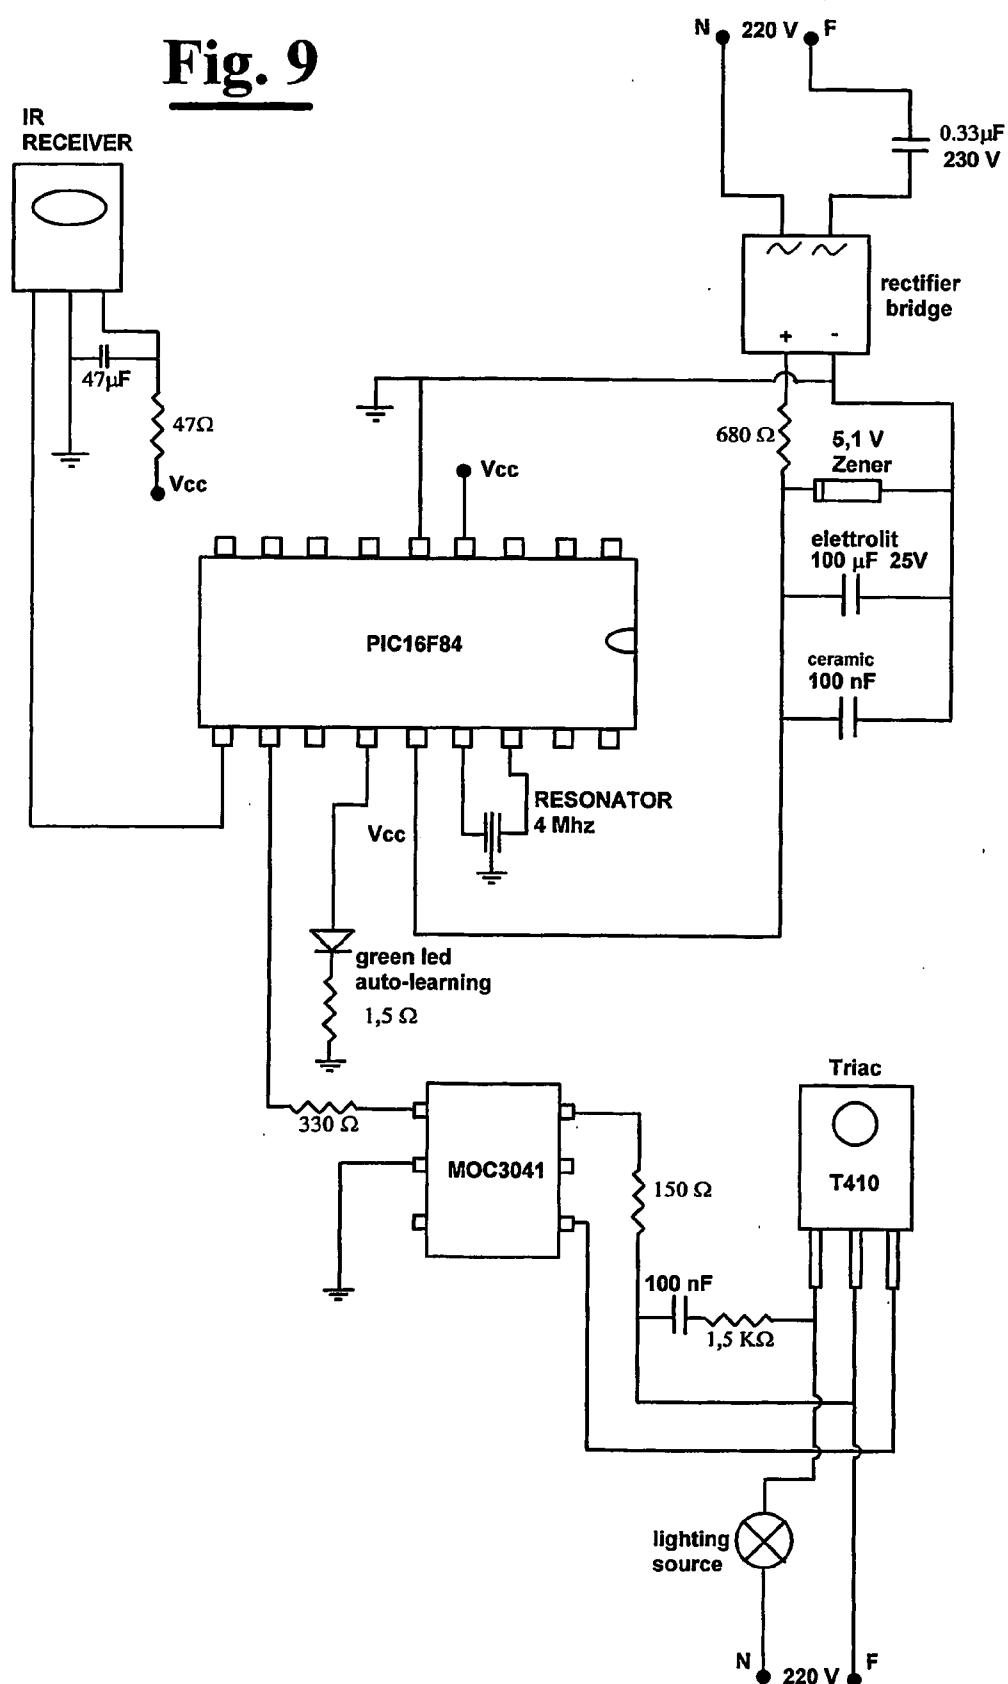 Fig. 9
N 220 V F
IR
RECEIVER
0.33µF
230 V
rectifier
bridge
+ -
47µF
47Ω
Vcc
680 Ω
5,1 V
Zener
Vcc
elettrolit
100 µF 25V
PIC16F84
ceramic
100 nF
RESONATOR
4 Mhz
Vcc
green led
auto-learning
1,5 Ω
Triac
330 Ω
MOC3041
T410
150 Ω
100 nF
1,5 KΩ
lighting
source
N 220 V F